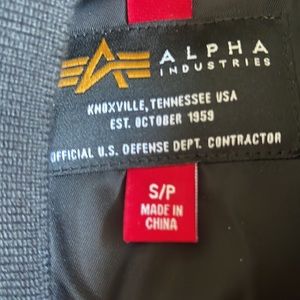 ALPHA
INDUSTRIES
KNOXVILLE, TENNESSEE USA
EST. OCTOBER 1959
OFFICIAL U.S. DEFENSE DEPT. CONTRACTOR
S/P
MADE IN
CHINA